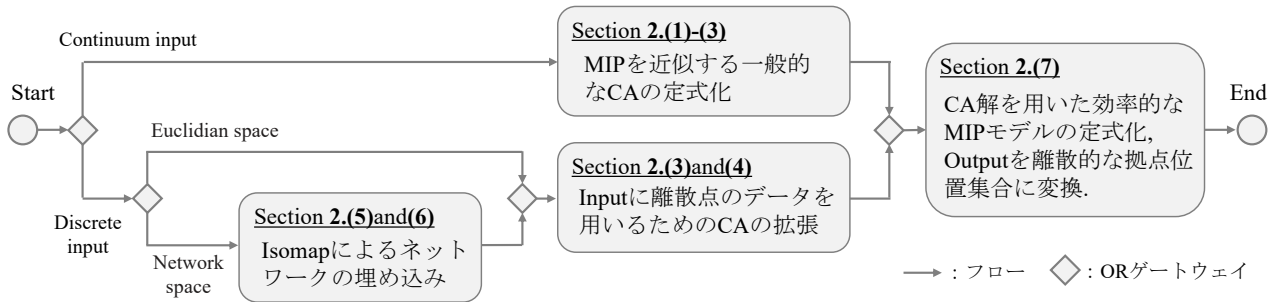 Continuum input
Section 2.(1)-(3)
MIPを近似する一般的
なCAの定式化
Start
Euclidian space
Section 2.(7)
CA解を用いた効率的な
MIPモデルの定式化,
Outputを離散的な拠点位
置集合に変換.
End
Discrete
input
Section 2.(5)and(6)
Isomapによるネット
ワークの埋め込み
Network
space
Section 2.(3)and(4)
Inputに離散点のデータを
用いるためのCAの拡張
: フロー
: ORゲートウェイ